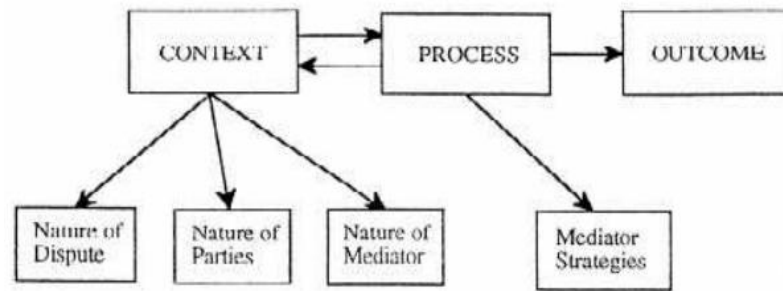 CONTEXT
PROCESS
OUTCOME
Nature of
Dispute
Nature of
Parties
Nature of
Mediator
Mediator
Strategies